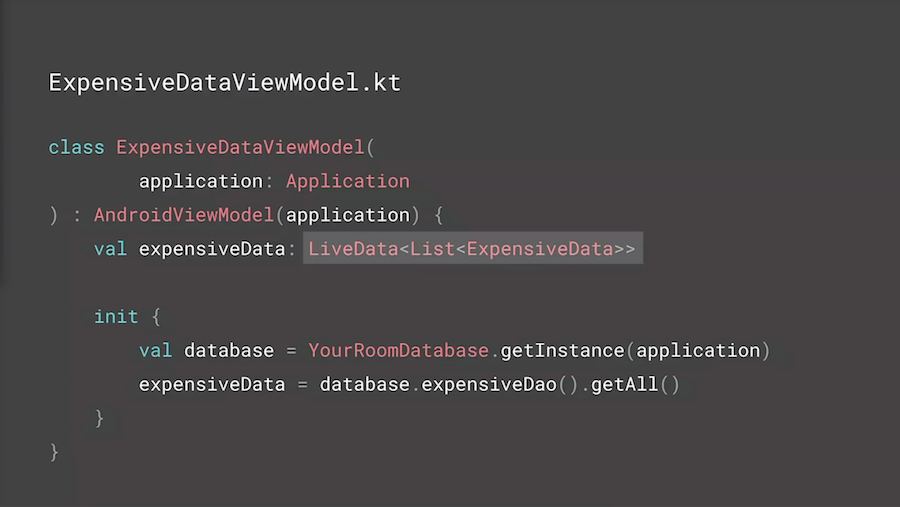 ExpensiveDataViewModel.kt
class ExpensiveDataViewModel(
        application: Application
) : AndroidViewModel(application) {
    val expensiveData: LiveData<List<ExpensiveData>>
    init {
        val database = YourRoomDatabase.getInstance(application)
        expensiveData = database.expensiveDao().getAll()
    }
}